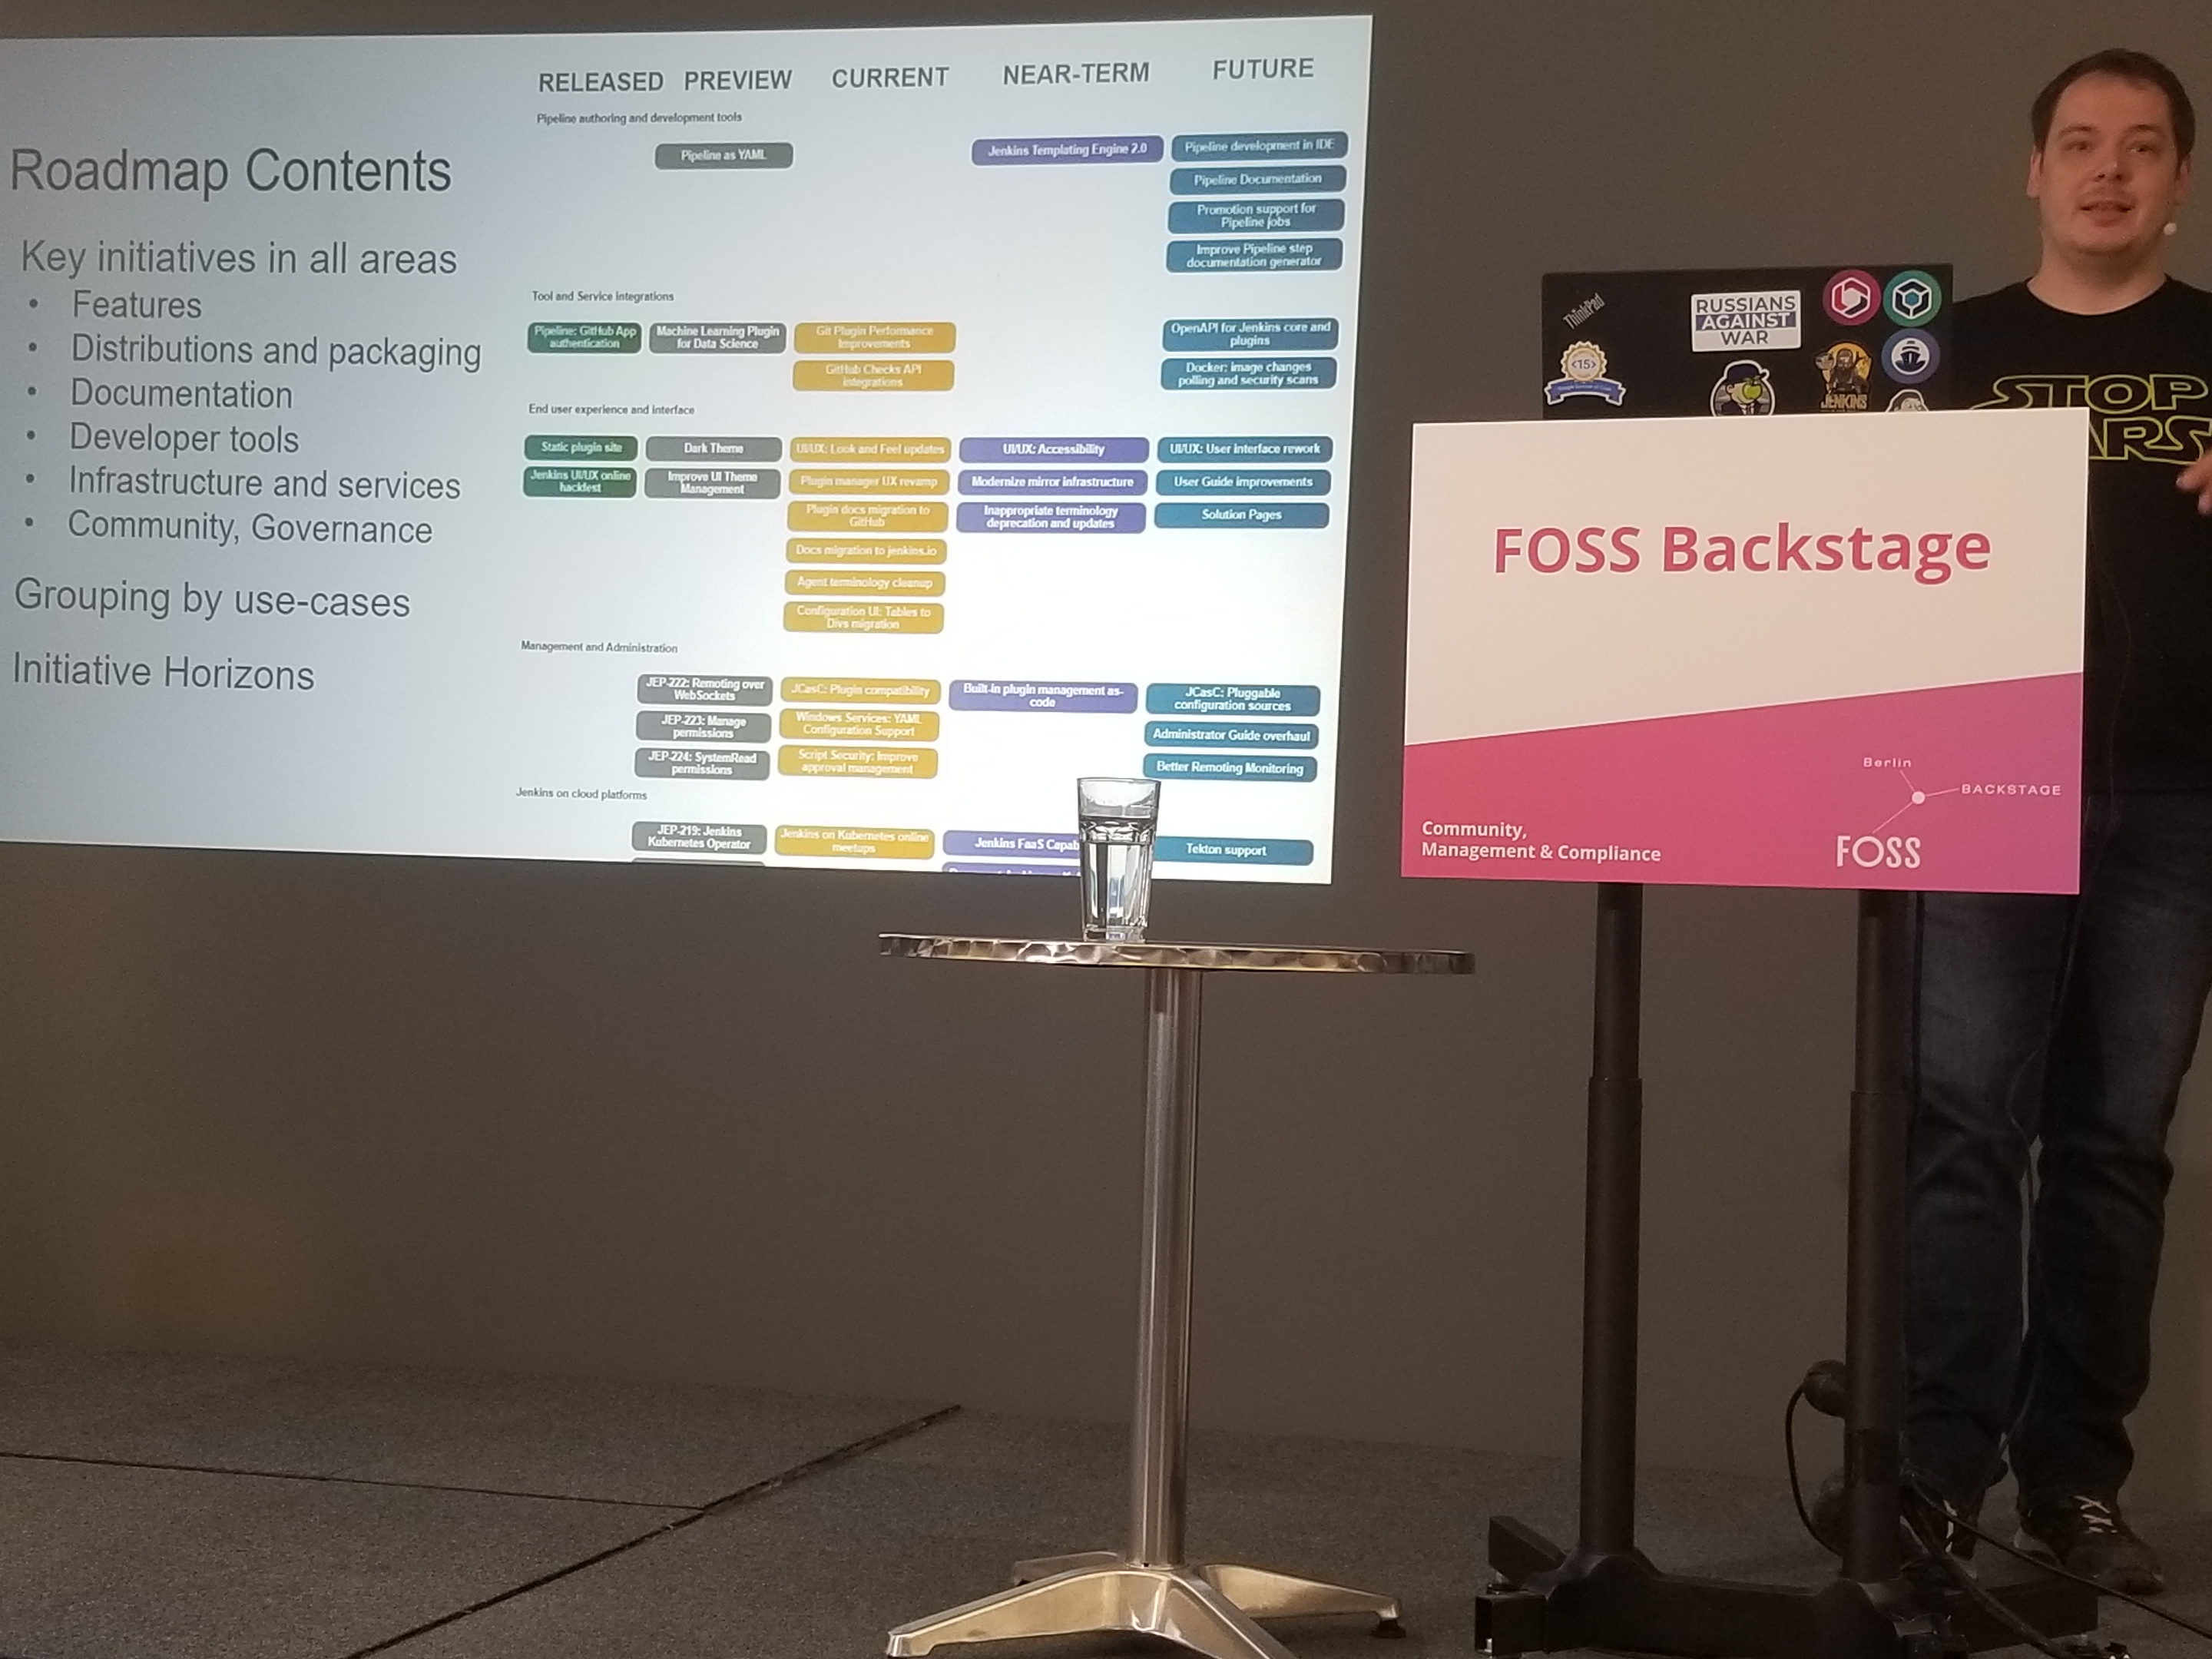 Roadmap Contents
Key initiatives in all areas
• Features
• Distributions and packaging
• Documentation
• Developer tools
• Infrastructure and services
• Community, Governance
Grouping by use-cases
Initiative Horizons
RELEASED PREVIEW CURRENT NEAR-TERM FUTURE
Pipeline authoring and development tools
Pipeline as YAML
Jenkins Templating Engine 2.0
Pipeline development in IDE
Pipeline Documentation
Promotion support for
Pipeline jobs
Improve Pipeline step
documentation generator
Tool and Service integrations
Pipeline: GitHub App
authentication
Machine Learning Plugin
for Data Science
Git Plugin Performance
Improvements
GitHub Checks API
integrations
OpenAPI for Jenkins core and
plugins
Docker: image changes
polling and security scans
End user experience and interface
Static plugin site
Jenkins UI/UX online
hackfest
Dark Theme
Improve UI Theme
Management
UI/UX: Look and Feel updates
Plugin manager UX revamp
Plugin docs migration to
GitHub
Docs migration to jenkins.io
Agent terminology cleanup
Configuration UI: Tables to
Divs migration
UI/UX: Accessibility
Modernize mirror infrastructure
Inappropriate terminology
deprecation and updates
UI/UX: User interface rework
User Guide improvements
Solution Pages
Management and Administration
JEP-222: Remoting over
WebSockets
JEP-223: Manage
permissions
JEP-224: SystemRead
permissions
JCasC: Plugin compatibility
Windows Services: YAML
Configuration Support
Script Security: Improve
approval management
Built-in plugin management as-
code
JCasC: Pluggable
configuration sources
Administrator Guide overhaul
Better Remoting Monitoring
Jenkins on cloud platforms
JEP-219: Jenkins
Kubernetes Operator
Jenkins on Kubernetes online
meetups
Jenkins FaaS Capab
Tekton support
ThinkPad
RUSSIANS
AGAINST
WAR
<15>
JENKINS
STOP
ARS
FOSS Backstage
Community,
Management & Compliance
Berlin
BACKSTAGE
FOSS